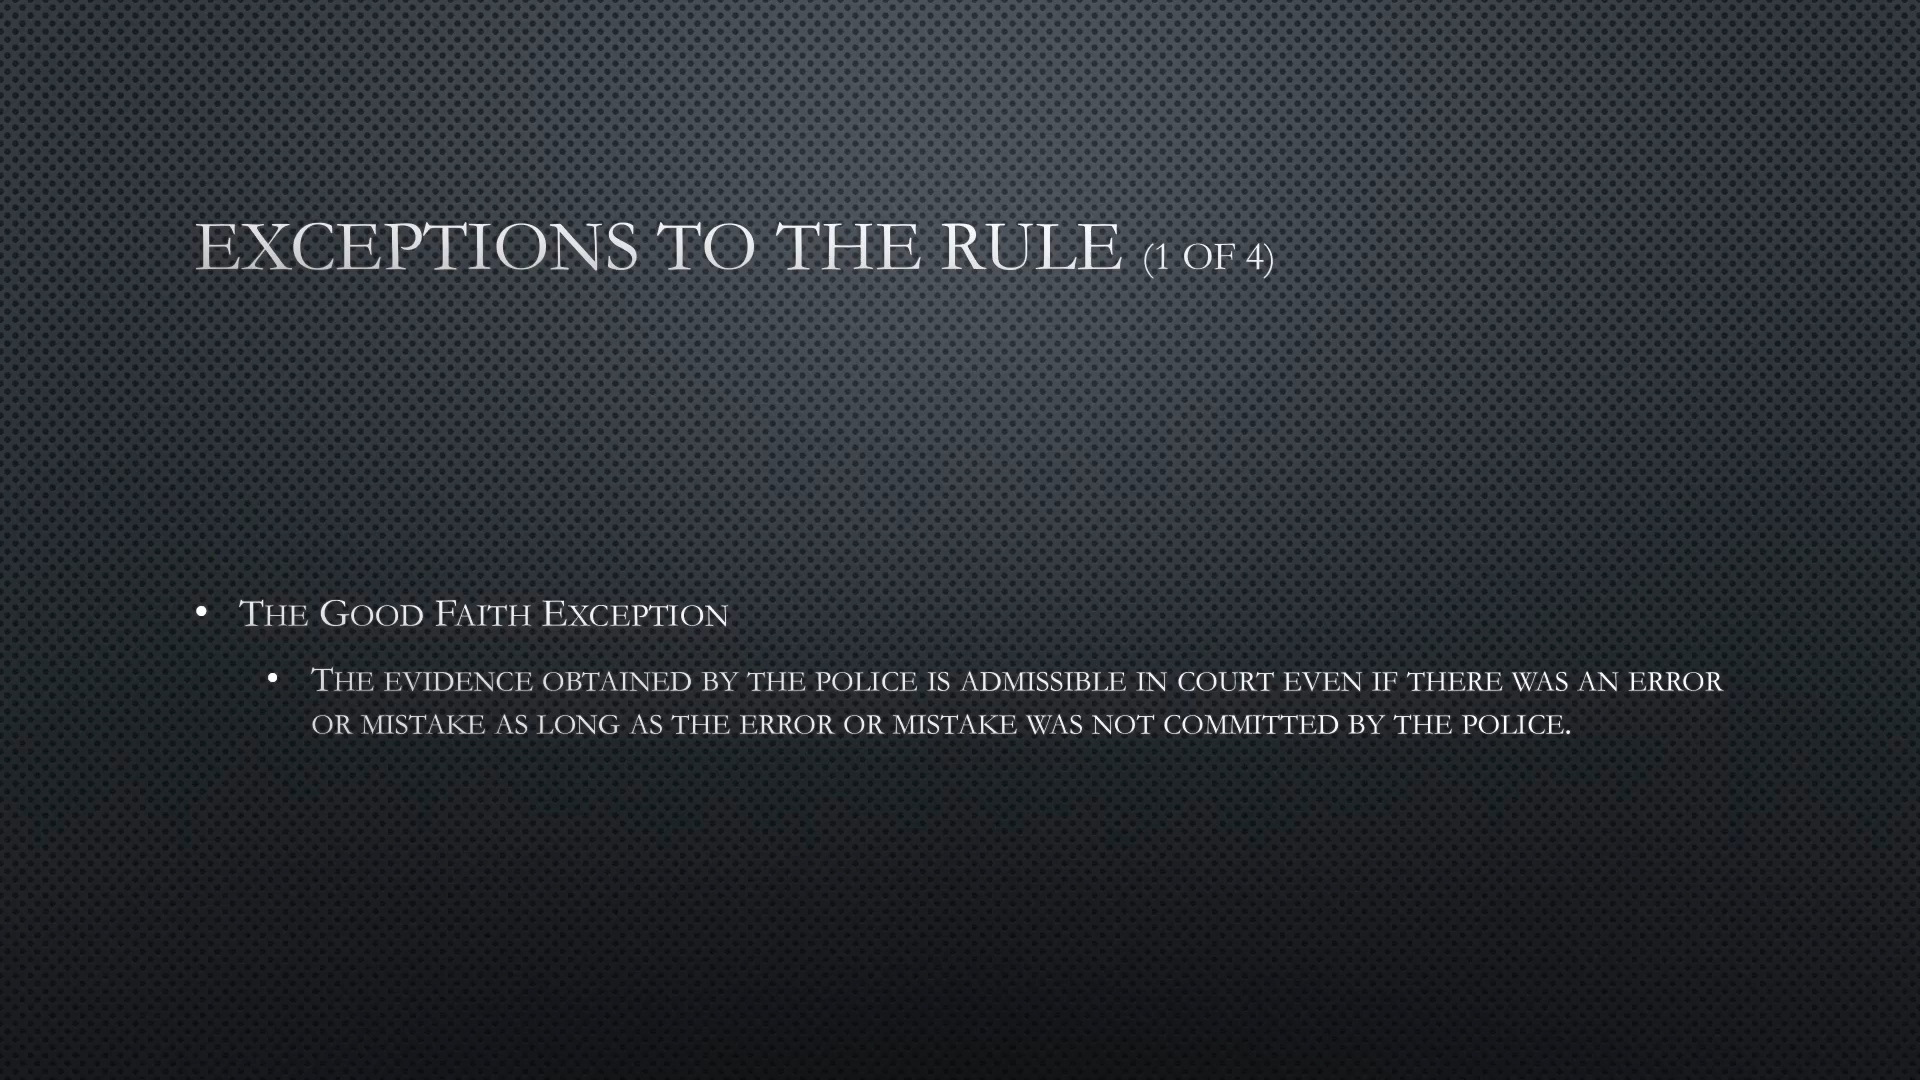 EXCEPTIONS TO THE RULE (1 OF 4)
• The Good Faith Exception
• The evidence obtained by the police is admissible in court even if there was an error
or mistake as long as the error or mistake was not committed by the police.